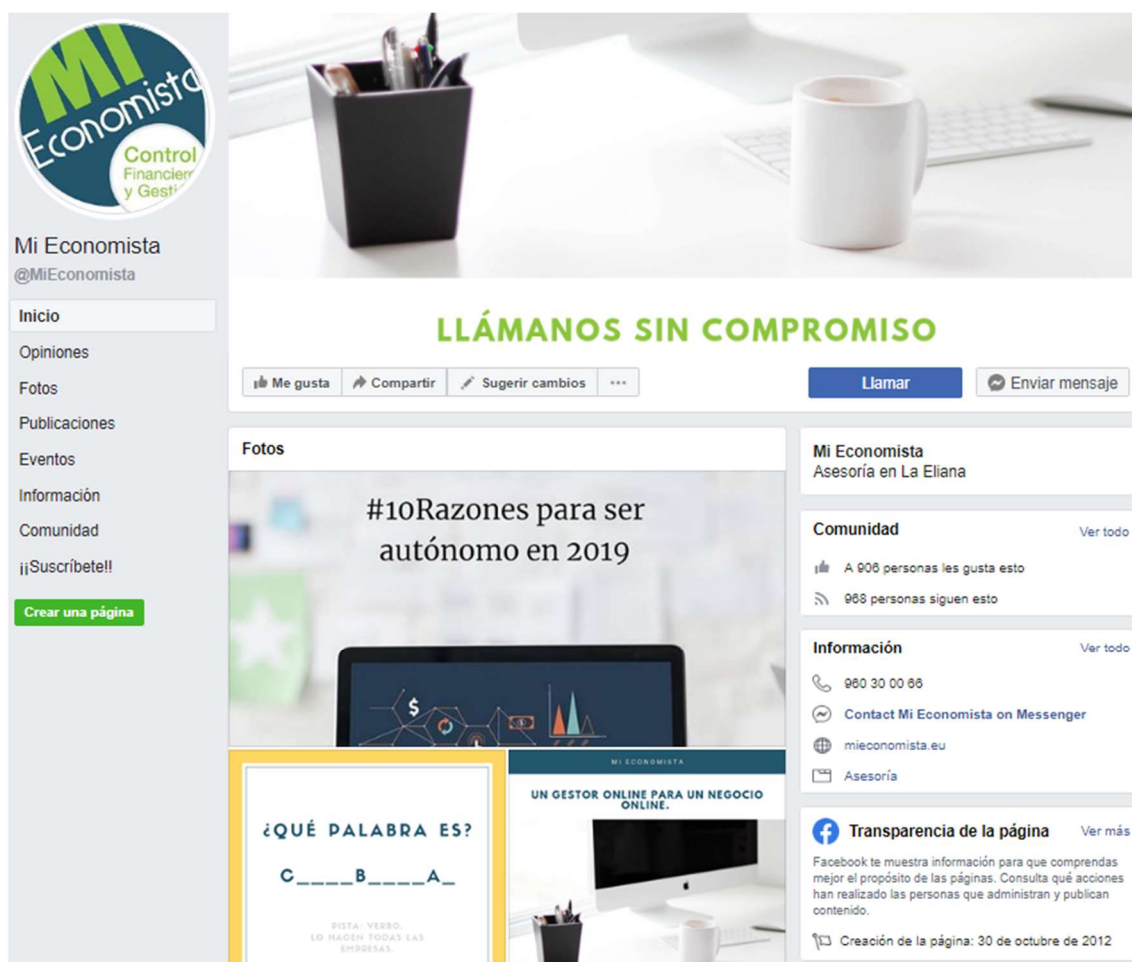 MI
Economista
Control
Financiero
y Gesti
Mi Economista
@MiEconomista
Inicio
Opiniones
Fotos
Publicaciones
Eventos
Información
Comunidad
¡¡Suscríbete!!
Crear una página
LLÁMANOS SIN COMPROMISO
Me gusta
Compartir
Sugerir cambios
...
Llamar
Enviar mensaje
Fotos
#10Razones para ser
autónomo en 2019
$
¿QUÉ PALABRA ES?
C____B____A_
PISTA: VERBO.
LO HACEN TODAS LAS
EMPRESAS.
MI ECONOMISTA
UN GESTOR ONLINE PARA UN NEGOCIO
ONLINE.
Mi Economista
Asesoría en La Eliana
Comunidad
Ver todo
A 906 personas les gusta esto
968 personas siguen esto
Información
Ver todo
960 30 00 66
Contact Mi Economista on Messenger
mieconomista.eu
Asesoría
Transparencia de la página
Ver más
Facebook te muestra información para que comprendas
mejor el propósito de las páginas. Consulta qué acciones
han realizado las personas que administran y publican
contenido.
Creación de la página: 30 de octubre de 2012